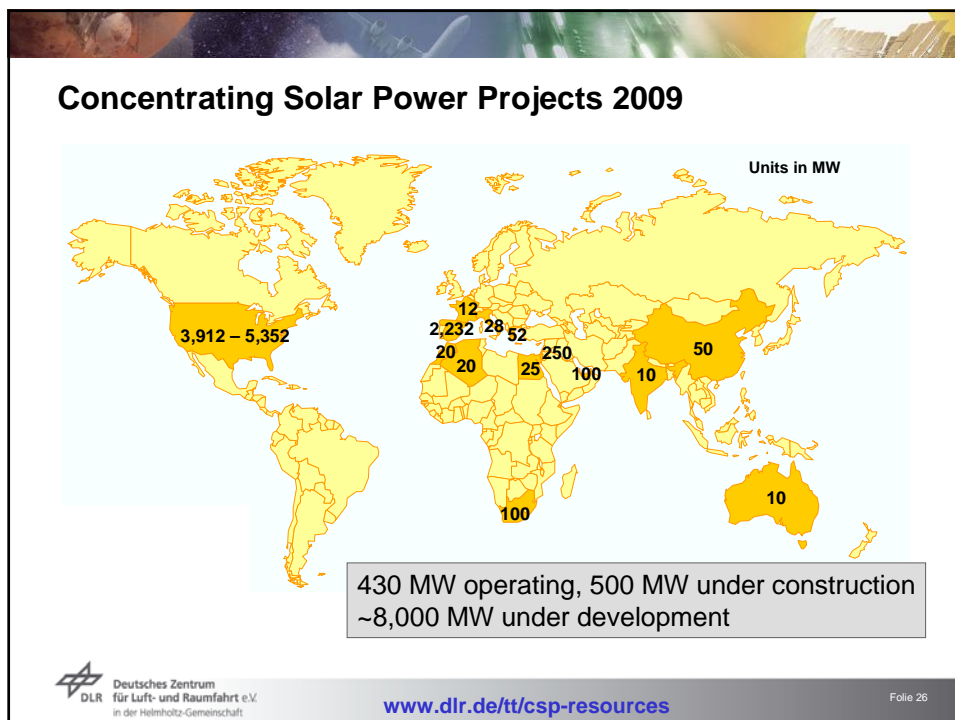 Concentrating Solar Power Projects 2009
Units in MW
12
3,912 – 5,352
2,232
28
52
20
20
25
250
100
10
50
100
10
430 MW operating, 500 MW under construction
~8,000 MW under development
DLR
Deutsches Zentrum
für Luft- und Raumfahrt e.V.
in der Helmholtz-Gemeinschaft
www.dlr.de/tt/csp-resources
Folie 26